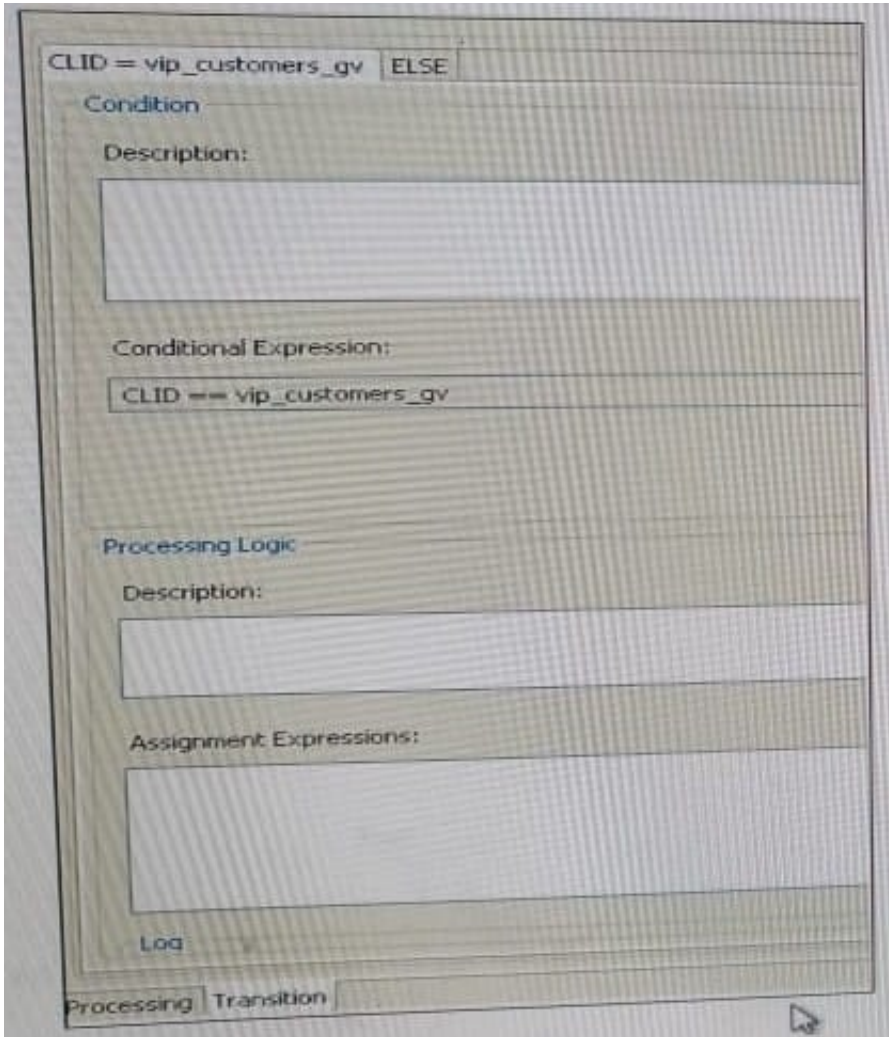 CLID = vip_customers_gv ELSE
Condition
Description:
Conditional Expression:
CLID == vip_customers_gv
Processing Logic
Description:
Assignment Expressions:
Log
Processing Transition